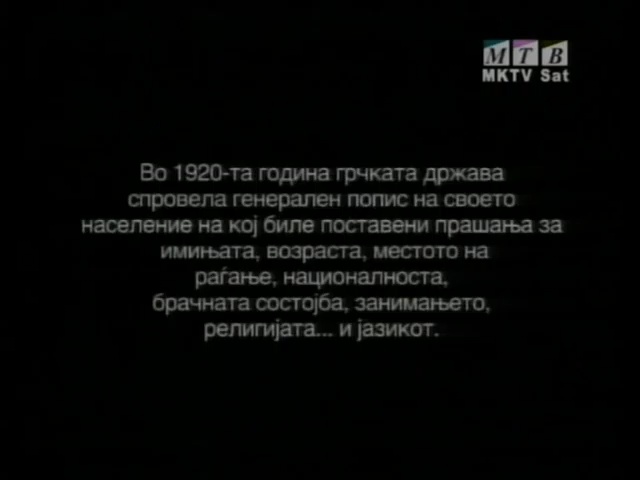 МТВ
MKTV Sat
Во 1920-та година грчката држава
спровела генерален попис на своето
население на кој биле поставени прашања за
имињата, возраста, местото на
раѓање, националноста,
брачната состојба, занимањето,
религијата... и јазикот.